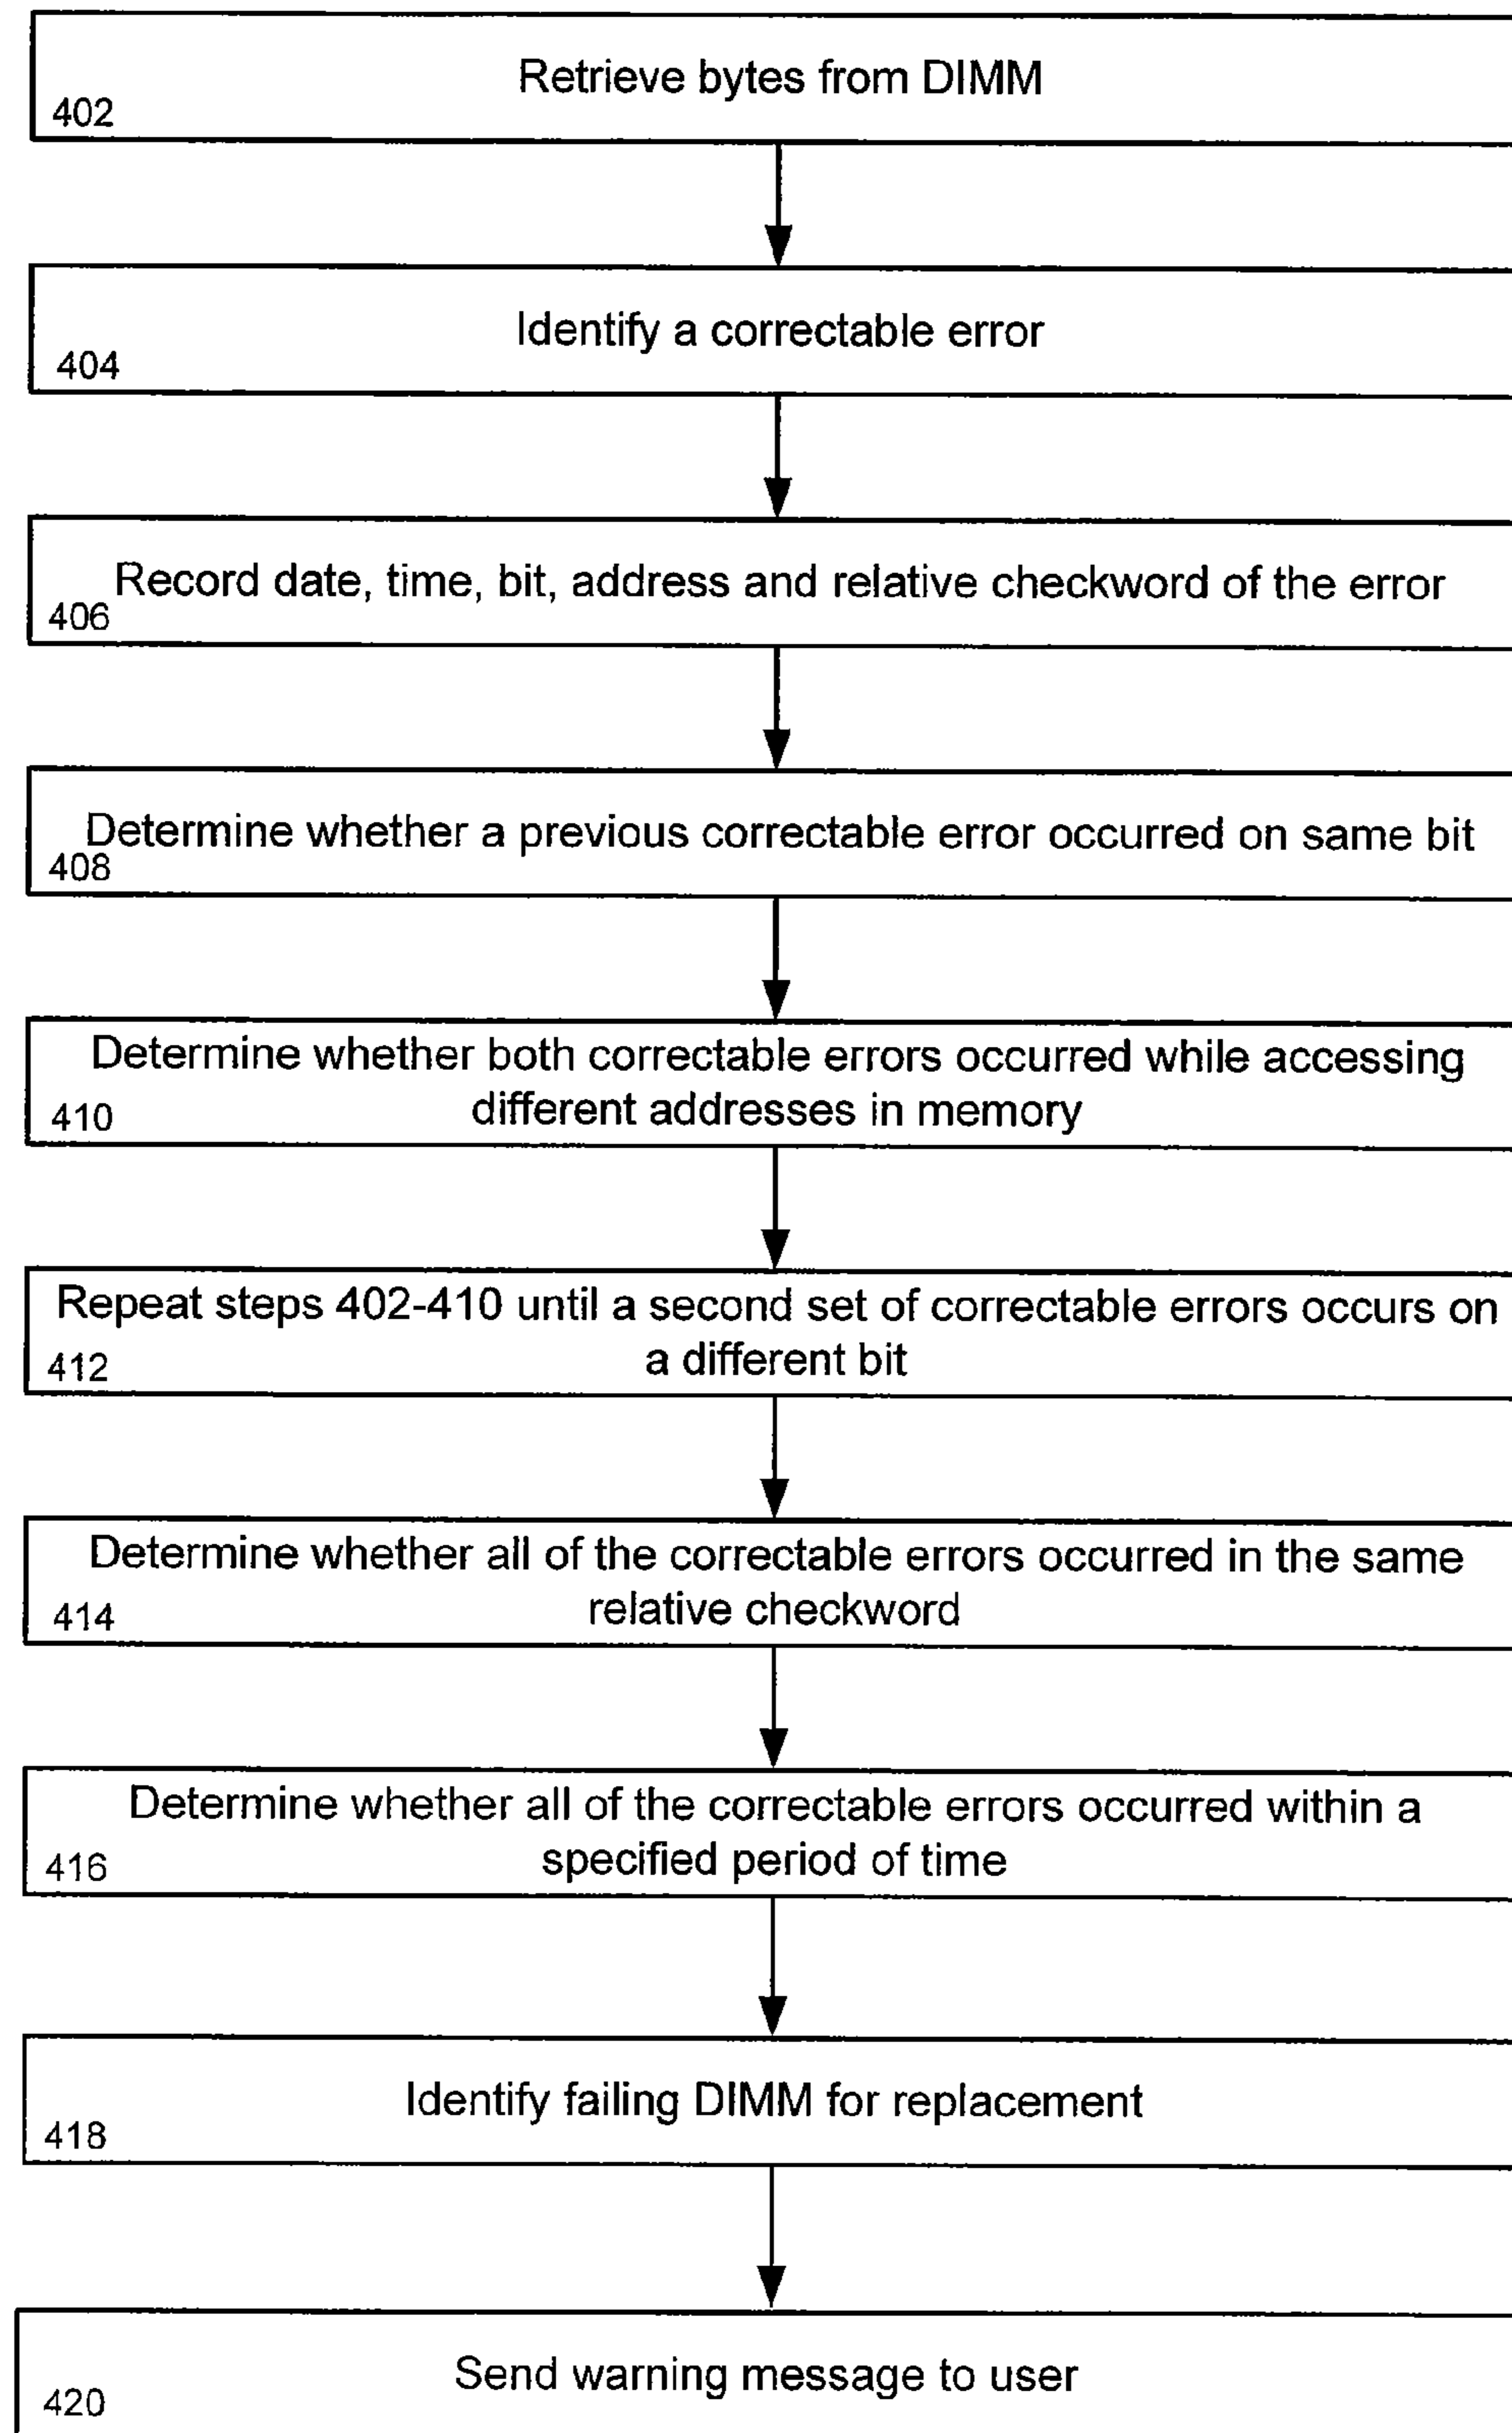 Retrieve bytes from DIMM
402
Identify a correctable error
404
Record date, time, bit, address and relative checkword of the error
406
Determine whether a previous correctable error occurred on same bit
408
Determine whether both correctable errors occurred while accessing
different addresses in memory
410
Repeat steps 402-410 until a second set of correctable errors occurs on
a different bit
412
Determine whether all of the correctable errors occurred in the same
relative checkword
414
Determine whether all of the correctable errors occurred within a
specified period of time
416
Identify failing DIMM for replacement
418
Send warning message to user
420